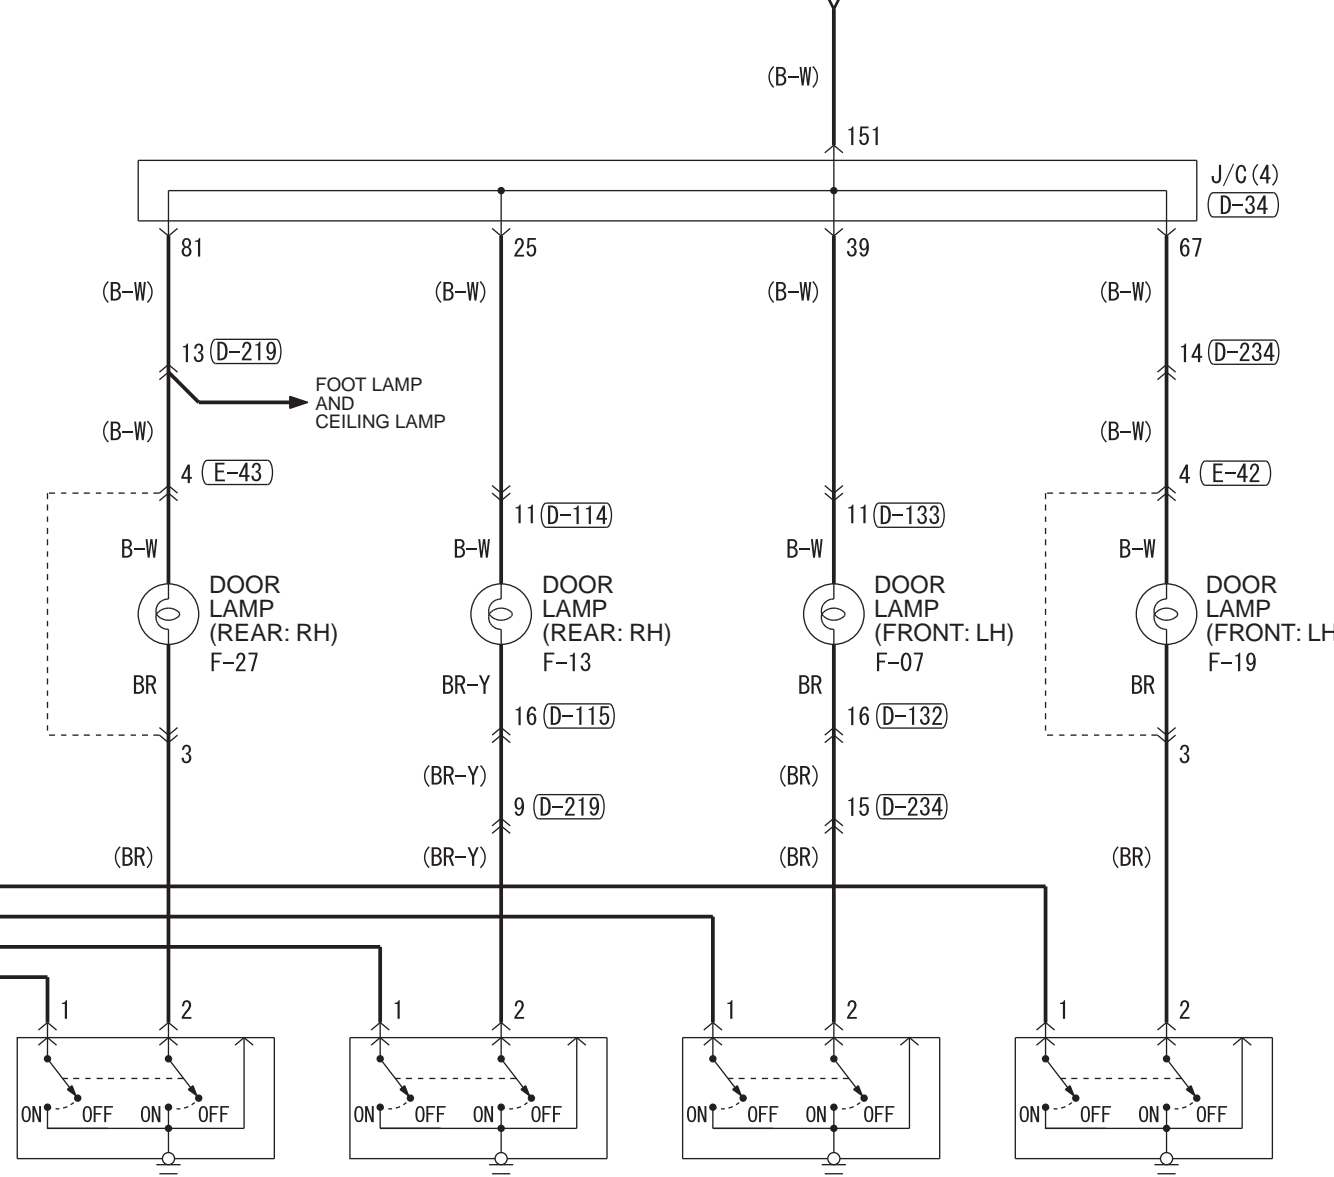 (B-W)
151
J/C(4)
D-34
81
25
39
67
(B-W)
(B-W)
(B-W)
(B-W)
13 D-219
14 D-234
FOOT LAMP
AND
CEILING LAMP
(B-W)
(B-W)
4 E-43
4 E-42
11 D-114
11 D-133
B-W
B-W
B-W
B-W
DOOR
LAMP
(REAR: RH)
F-27
DOOR
LAMP
(REAR: RH)
F-13
DOOR
LAMP
(FRONT: LH)
F-07
DOOR
LAMP
(FRONT: LH
F-19
BR
BR-Y
BR
BR
16 D-115
16 D-132
3
3
(BR-Y)
(BR)
9 D-219
15 D-234
(BR)
(BR-Y)
(BR)
(BR)
1
2
1
2
1
2
1
2
ON OFF ON OFF
ON OFF ON OFF
ON OFF ON OFF
ON OFF ON OFF